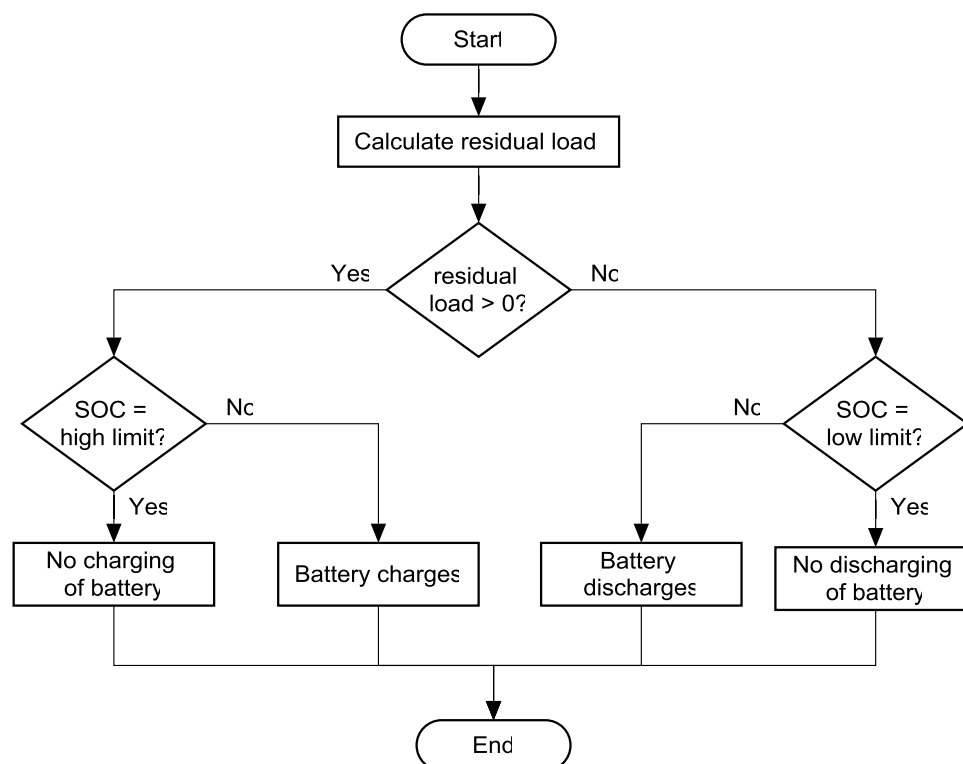 Start
Calculate residual load
residual
load > 0?
Yes
No
SOC =
high limit?
No
Yes
SOC =
low limit?
No
Yes
No charging
of battery
Battery charges
Battery
discharges
No discharging
of battery
End